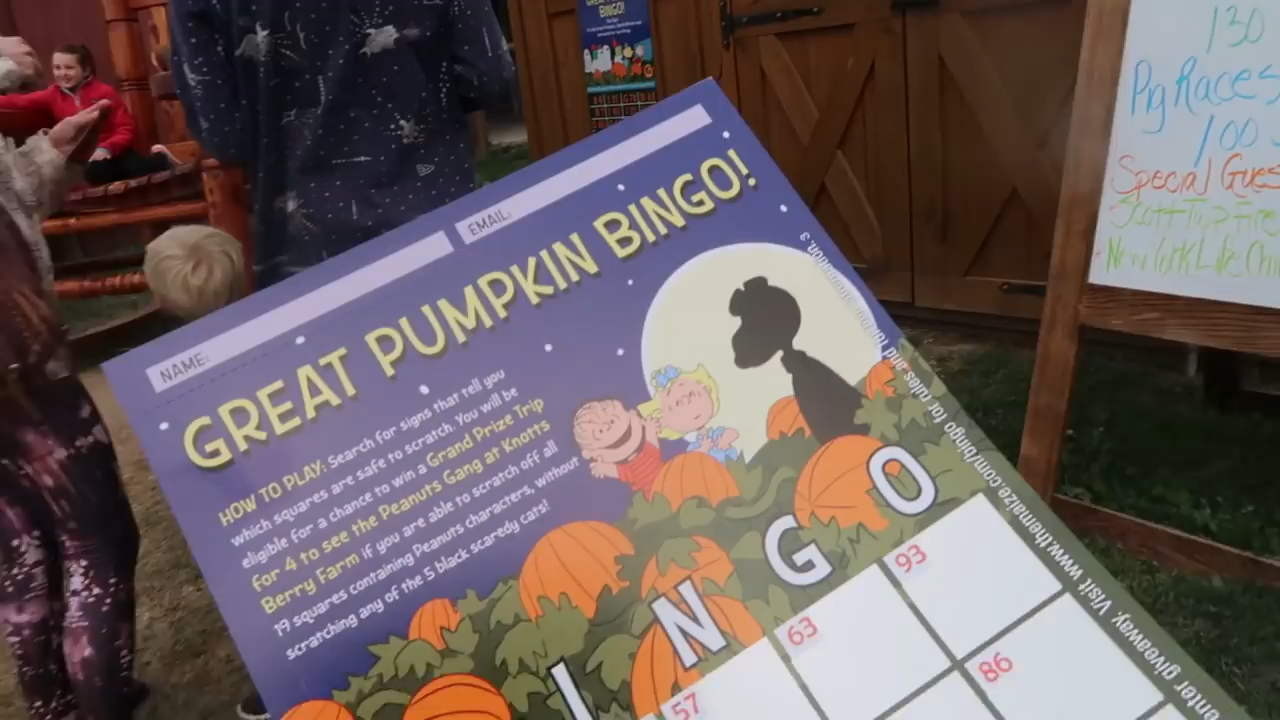 NAME:
EMAIL:
GREAT PUMPKIN BINGO!
HOW TO PLAY: Search for signs that tell you
which squares are safe to scratch. You will be
eligible for a chance to win a Grand Prize Trip
for 4 to see the Peanuts Gang at Knotts
Berry Farm if you are able to scratch off all
19 squares containing Peanuts characters, without
scratching any of the 5 black scaredy cats!
I N G O
57
63
93
86
enter giveaway. Visit www.themaize.com/bingo for rules and
BINGO!
130
Pig Races
100
Special Gues
New York Life